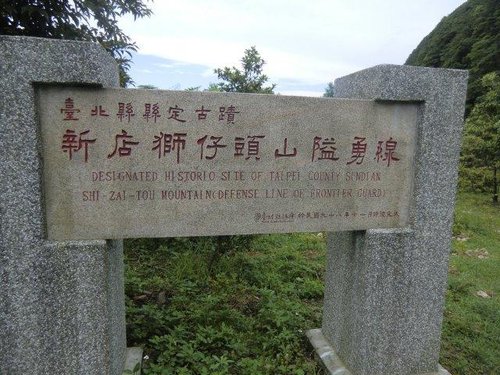 臺北縣縣定古蹟
新店獅仔頭山隘勇線
DESIGNATED HISTORIC SITE OF TAIPEI COUNTY SINDIAN
SHI-ZAI-TOU MOUNTAIN(DEFENSE LINE OF FRONTIER GUARD)